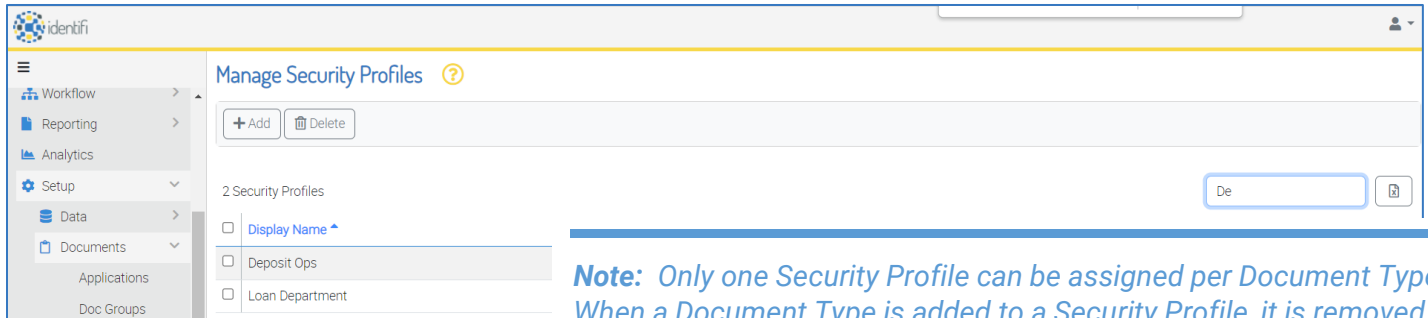 identifi
Manage Security Profiles ?
Workflow
+ Add Delete
Reporting
Analytics
Setup
2 Security Profiles
De
Data
Display Name
Documents
Deposit Ops
Note: Only one Security Profile can be assigned per Document Type
Applications
Loan Department
Doc Groups
When a Document Type is added to a Security Profile, it is removed